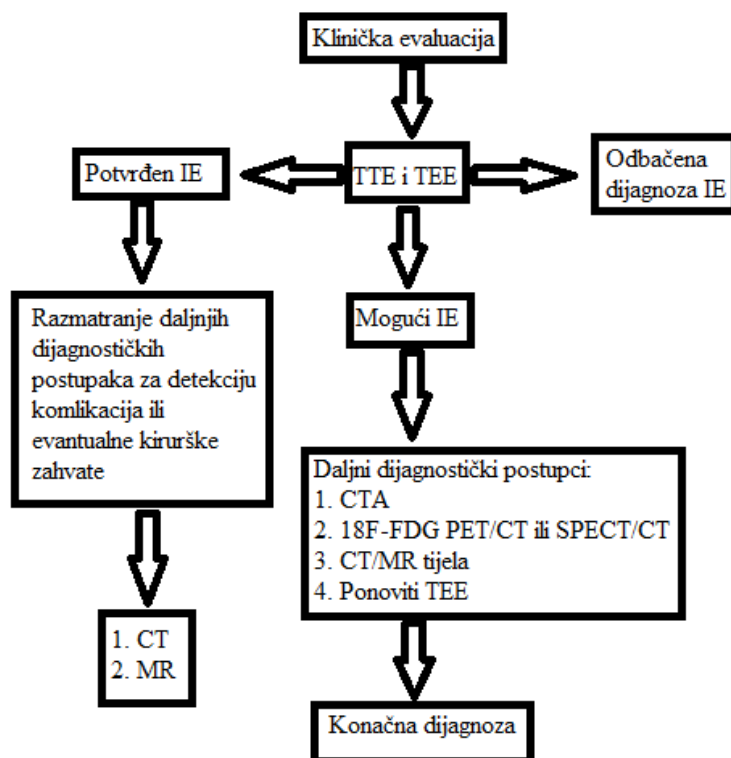 Klinička evaluacija
Potvrđen IE
TTE i TEE
Odbačena
dijagnoza IE
Razmatranje daljnjih
dijagnostičkih
postupaka za detekciju
komlikacija ili
evantualne kirurške
zahvate
Mogući IE
Daljni dijagnostički postupci:
1. CTA
2. 18F-FDG PET/CT ili SPECT/CT
3. CT/MR tijela
4. Ponoviti TEE
1. CT
2. MR
Konačna dijagnoza